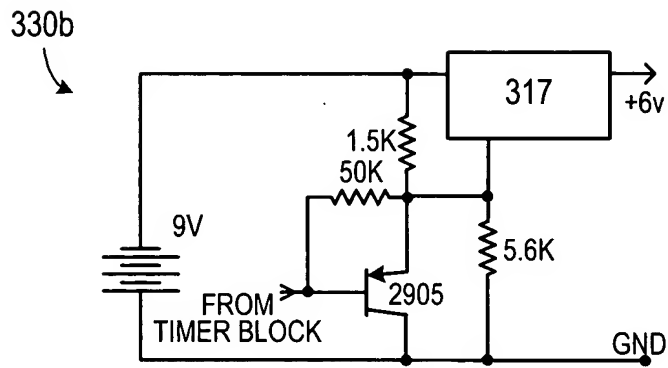 330b
317
+6v
1.5K
50K
9V
5.6K
2905
FROM
TIMER BLOCK
GND